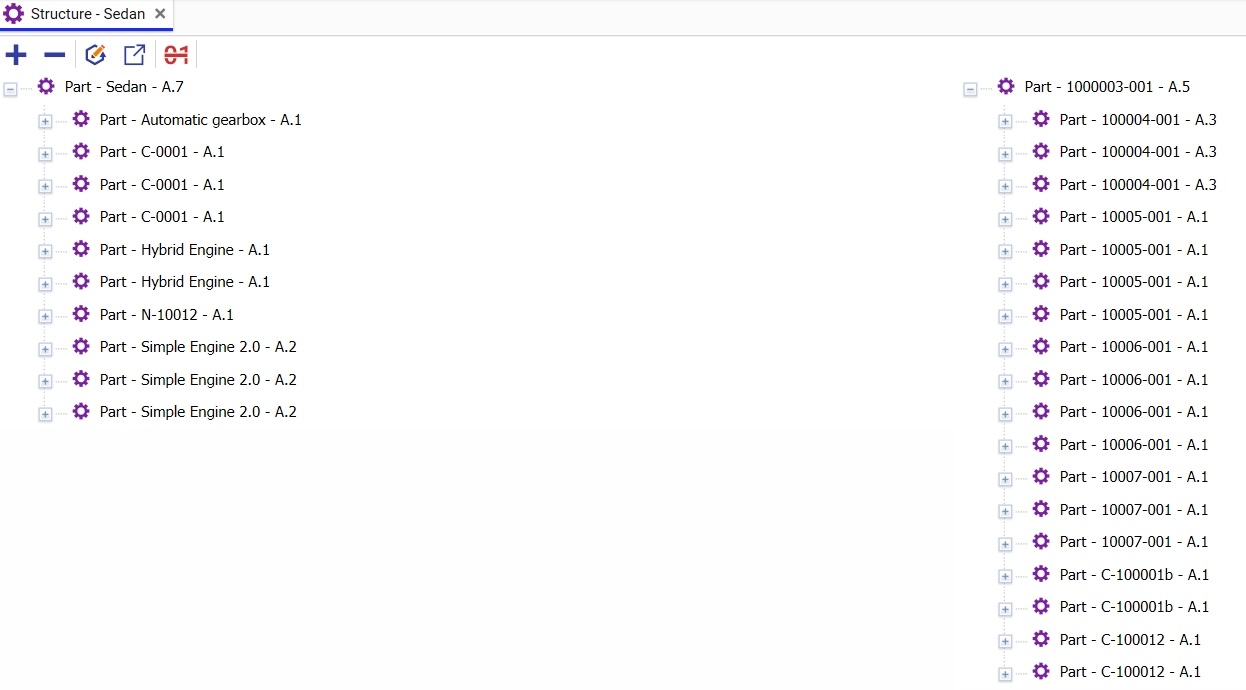 Structure - Sedan
Part - Sedan - A.7
Part - Automatic gearbox - A.1
Part - C-0001 - A.1
Part - C-0001 - A.1
Part - C-0001 - A.1
Part - Hybrid Engine - A.1
Part - Hybrid Engine - A.1
Part - N-10012 - A.1
Part - Simple Engine 2.0 - A.2
Part - Simple Engine 2.0 - A.2
Part - Simple Engine 2.0 - A.2
Part - 1000003-001 - A.5
Part - 100004-001 - A.3
Part - 100004-001 - A.3
Part - 100004-001 - A.3
Part - 10005-001 - A.1
Part - 10005-001 - A.1
Part - 10005-001 - A.1
Part - 10005-001 - A.1
Part - 10006-001 - A.1
Part - 10006-001 - A.1
Part - 10006-001 - A.1
Part - 10006-001 - A.1
Part - 10007-001 - A.1
Part - 10007-001 - A.1
Part - 10007-001 - A.1
Part - C-100001b - A.1
Part - C-100001b - A.1
Part - C-100012 - A.1
Part - C-100012 - A.1